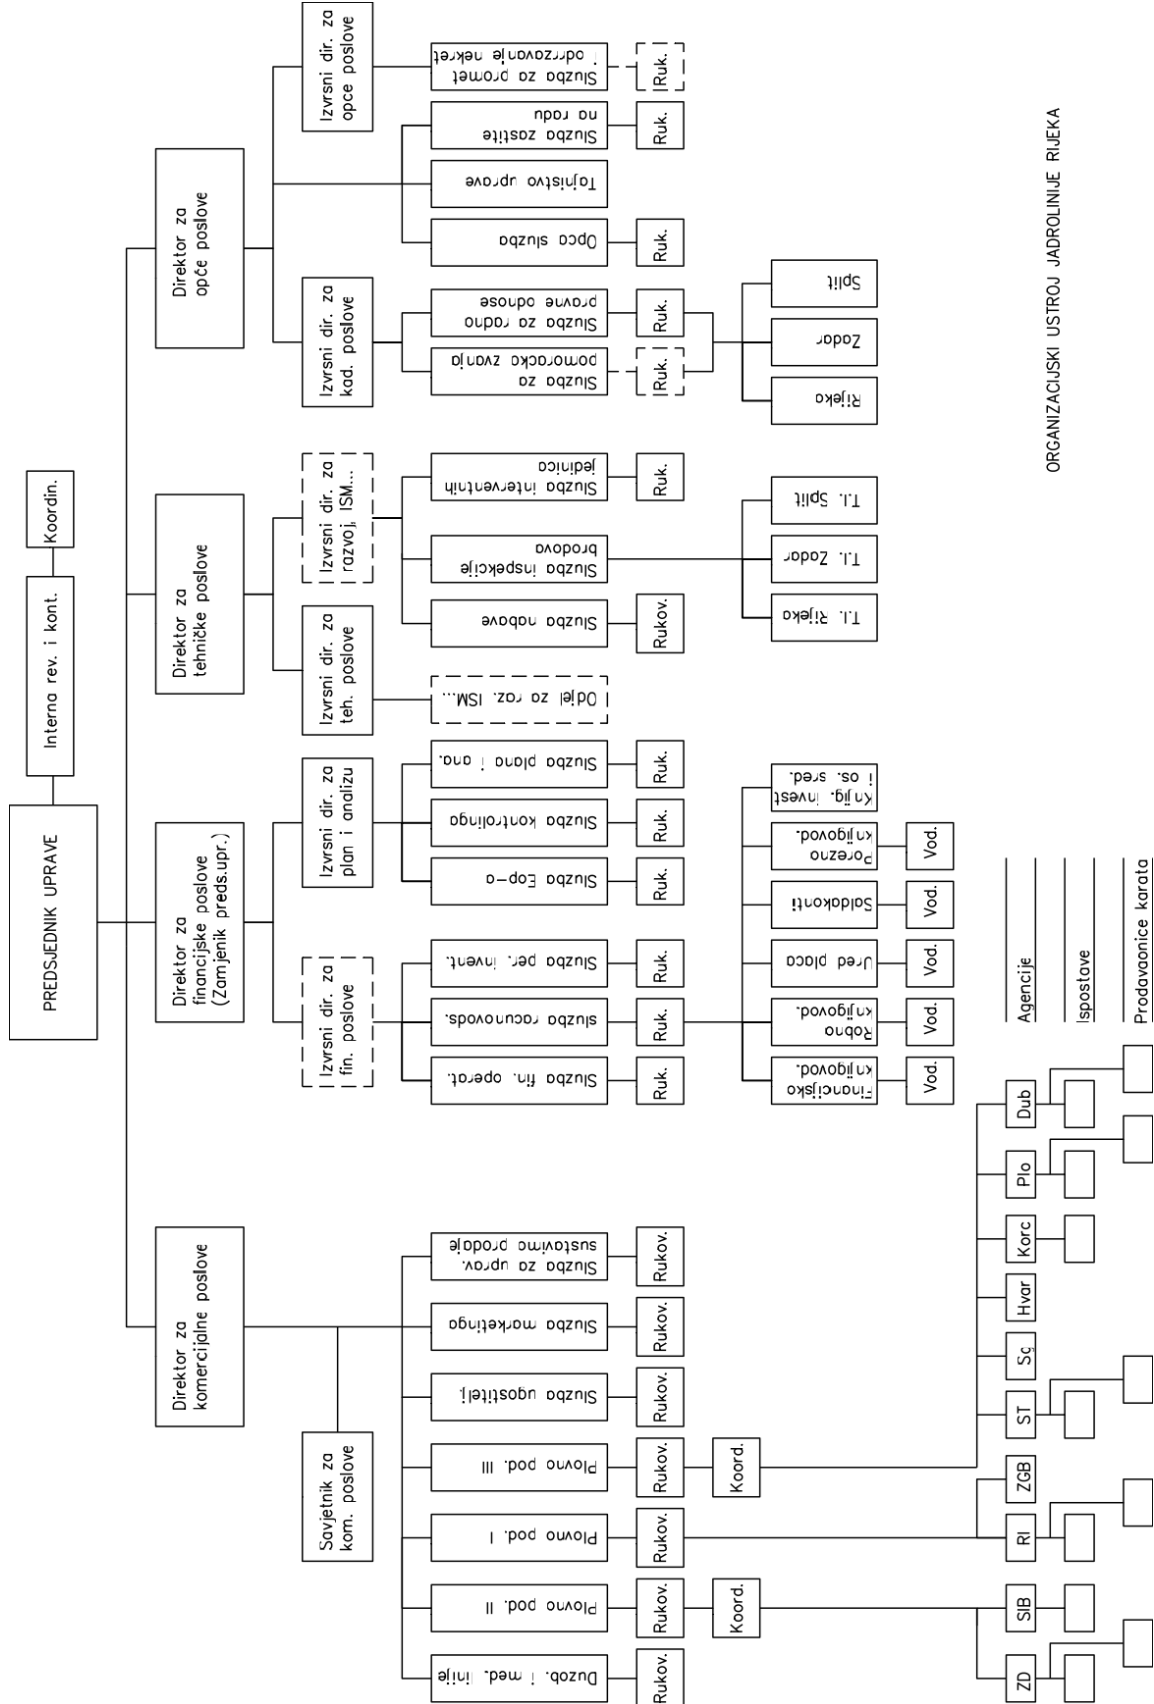 PREDSJEDNIK UPRAVE
Interna rev. i kont.
Koordin.
Direktor za
komercijalne poslove
Direktor za
financijske poslove
(Zamjenik preds.upr.)
Direktor za
tehničke poslove
Direktor za
opče poslove
Savjetnik za
kom. poslove
Izvrsni dir. za
fin. poslove
Izvrsni dir. za
plan i analizu
Izvrsni dir. za
teh. poslove
Izvrsni dir. za
razvoj, ISM...
Izvrsni dir. za
kad. poslove
Izvrsni dir. za
opce poslove
Duzob. i med. linije
Plovno pod. II
Plovno pod. I
Plovno pod. III
Sluzba ugostitelj.
Sluzba marketinga
Sluzba za uprav.
sustavima prodaje
Sluzba fin. operat.
Sluzba racunovods.
Sluzba per. invent.
Sluzba Eop-a
Sluzba kontrolinga
Sluzba plana i ana.
Odjel za raz. ISM...
Sluzba nabave
Sluzba inspekcije
brodova
Sluzba interventnih
jedinica
Sluzba za
pomoracka zvanja
Sluzba za radno
pravne odnose
Opca sluzba
Tajnistvo uprave
Sluzba zastite
na radu
Sluzba za promet
i odrrzavanje nekret
Rukov.
Rukov.
Rukov.
Rukov.
Rukov.
Rukov.
Rukov.
Ruk.
Ruk.
Ruk.
Ruk.
Ruk.
Ruk.
Rukov.
Ruk.
Ruk.
Ruk.
Ruk.
Ruk.
Ruk.
Koord.
Koord.
Financijsko
knjigovod.
Robno
knjigovod.
Ured placa
Saldakonti
Porezno
knjigovod.
Knjig. invest
i os. sred.
T.I. Rijeka
T.I. Zadar
T.I. Split
Rijeka
Zadar
Split
Vod.
Vod.
Vod.
Vod.
Vod.
ZD
SIB
RI
ZGB
ST
Sg
Hvar
Korc
Plo
Dub
Agencije
Ispostave
Prodavaonice karata
ORGANIZACIJSKI USTROJ JADROLINIJE RIJEKA